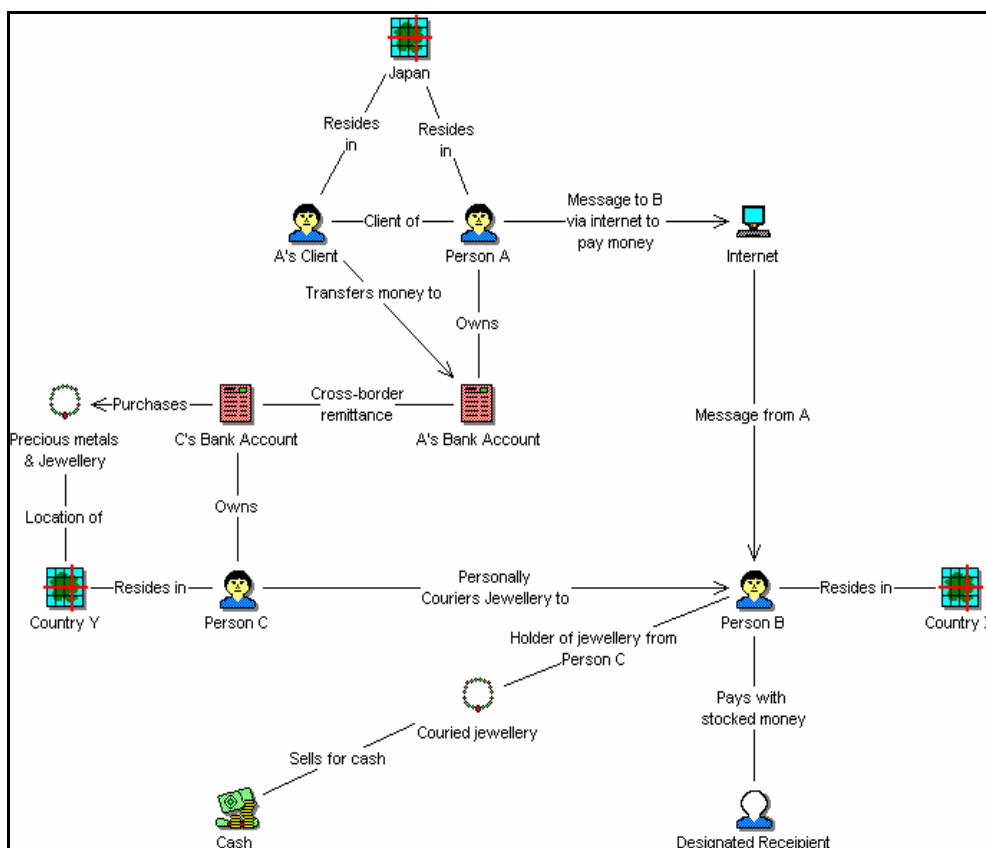 Japan
Resides
in
Resides
in
Client of
Message to B
via internet to
pay money
A's Client
Person A
Internet
Transfers money to
Owns
Purchases
Cross-border
remittance
Message from A
Precious metals
& Jewellery
C's Bank Account
A's Bank Account
Owns
Location of
Resides in
Personally
Couriers Jewellery to
Resides in
Country Y
Person C
Person B
Country
Holder of jewellery from
Person C
Pays with
stocked money
Couried jewellery
Sells for cash
Cash
Designated Receipient